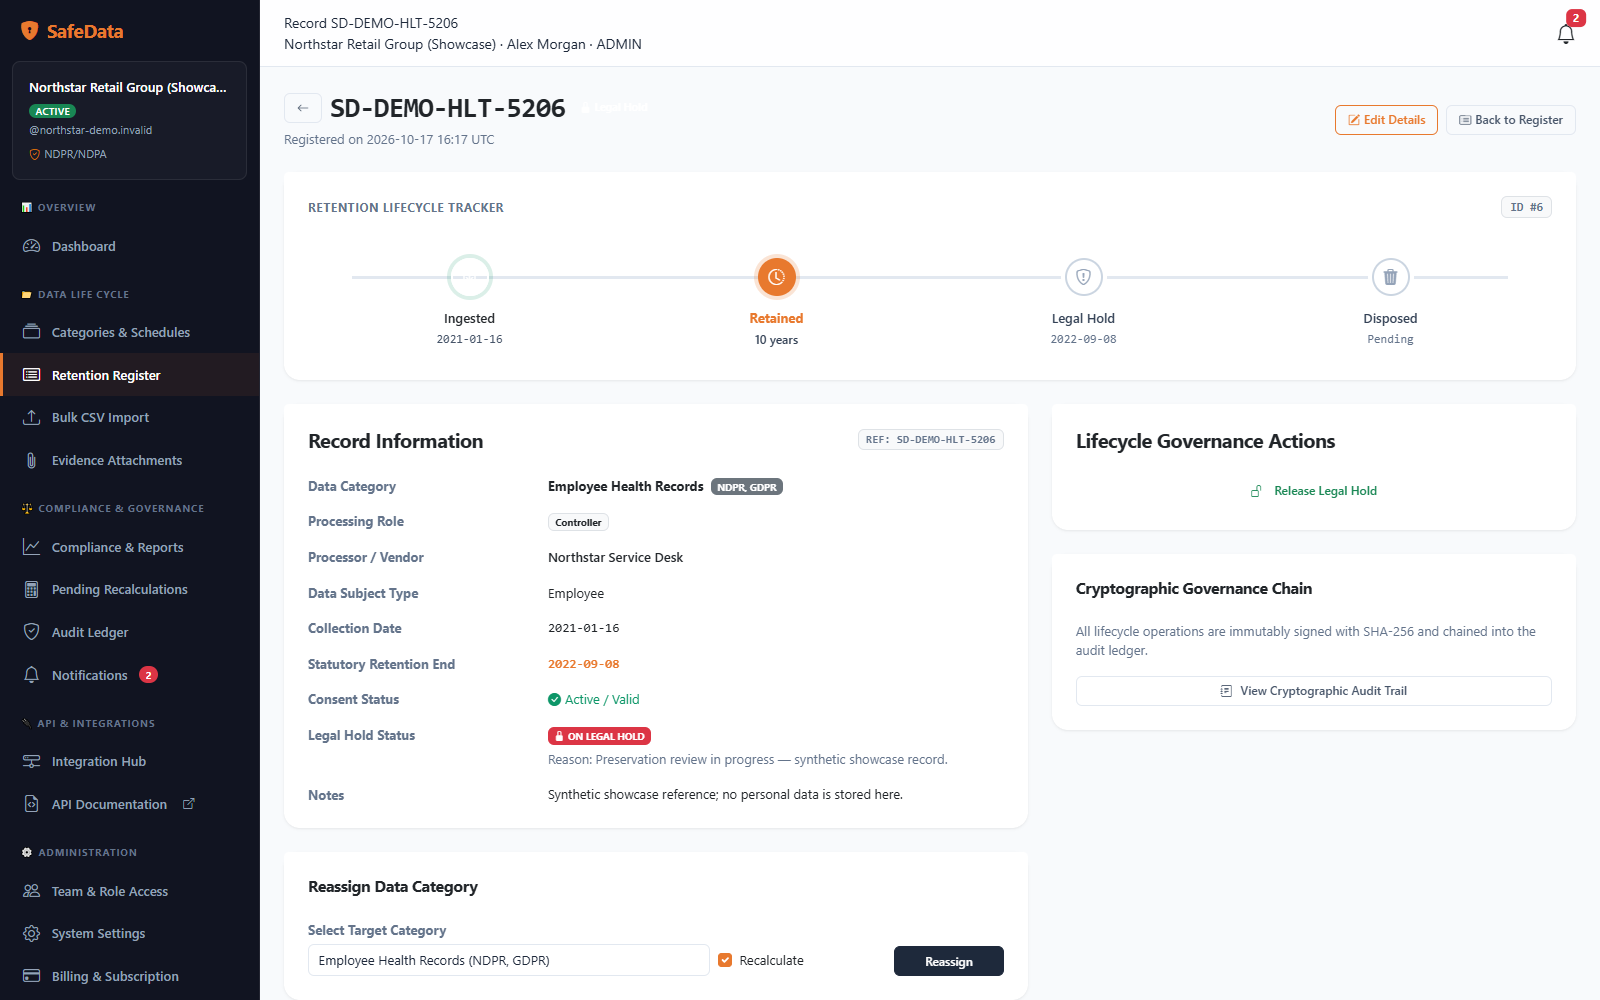 SafeData
Northstar Retail Group (Showca...
ACTIVE
@northstar-demo.invalid
NDPR/NDPA
OVERVIEW
Dashboard
DATA LIFE CYCLE
Categories & Schedules
Retention Register
Bulk CSV Import
Evidence Attachments
COMPLIANCE & GOVERNANCE
Compliance & Reports
Pending Recalculations
Audit Ledger
Notifications 2
API & INTEGRATIONS
Integration Hub
API Documentation
ADMINISTRATION
Team & Role Access
System Settings
Billing & Subscription
Record SD-DEMO-HLT-5206
Northstar Retail Group (Showcase) · Alex Morgan · ADMIN
2
SD-DEMO-HLT-5206
Registered on 2026-10-17 16:17 UTC
Edit Details
Back to Register
RETENTION LIFECYCLE TRACKER
ID #6
Ingested
2021-01-16
Retained
10 years
Legal Hold
2022-09-08
Disposed
Pending
Record Information
REF: SD-DEMO-HLT-5206
Data Category Employee Health Records NDPR, GDPR
Processing Role Controller
Processor / Vendor Northstar Service Desk
Data Subject Type Employee
Collection Date 2021-01-16
Statutory Retention End 2022-09-08
Consent Status Active / Valid
Legal Hold Status ON LEGAL HOLD
Reason: Preservation review in progress — synthetic showcase record.
Notes Synthetic showcase reference; no personal data is stored here.
Lifecycle Governance Actions
Release Legal Hold
Cryptographic Governance Chain
All lifecycle operations are immutably signed with SHA-256 and chained into the
audit ledger.
View Cryptographic Audit Trail
Reassign Data Category
Select Target Category
Employee Health Records (NDPR, GDPR)
Recalculate
Reassign